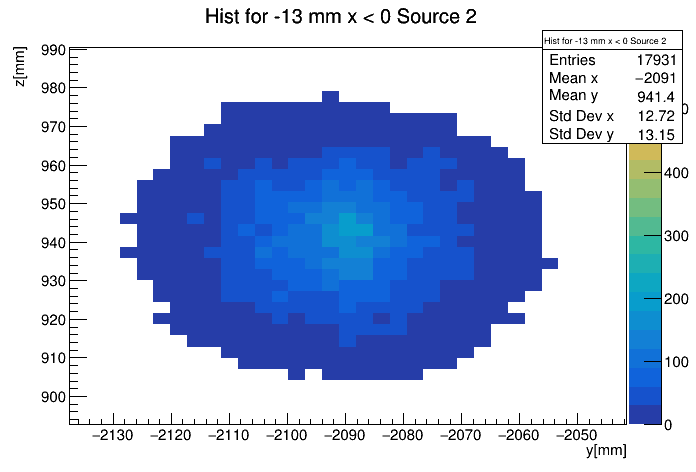 Hist for -13 mm x < 0 Source 2
z[mm]
990
980
970
960
950
940
930
920
910
900
−2130 −2120 −2110 −2100 −2090 −2080 −2070 −2060 −2050
y[mm]
Hist for -13 mm x < 0 Source 2
Entries 17931
Mean x −2091
Mean y 941.4
Std Dev x 12.72
Std Dev y 13.15
400
300
200
100
0